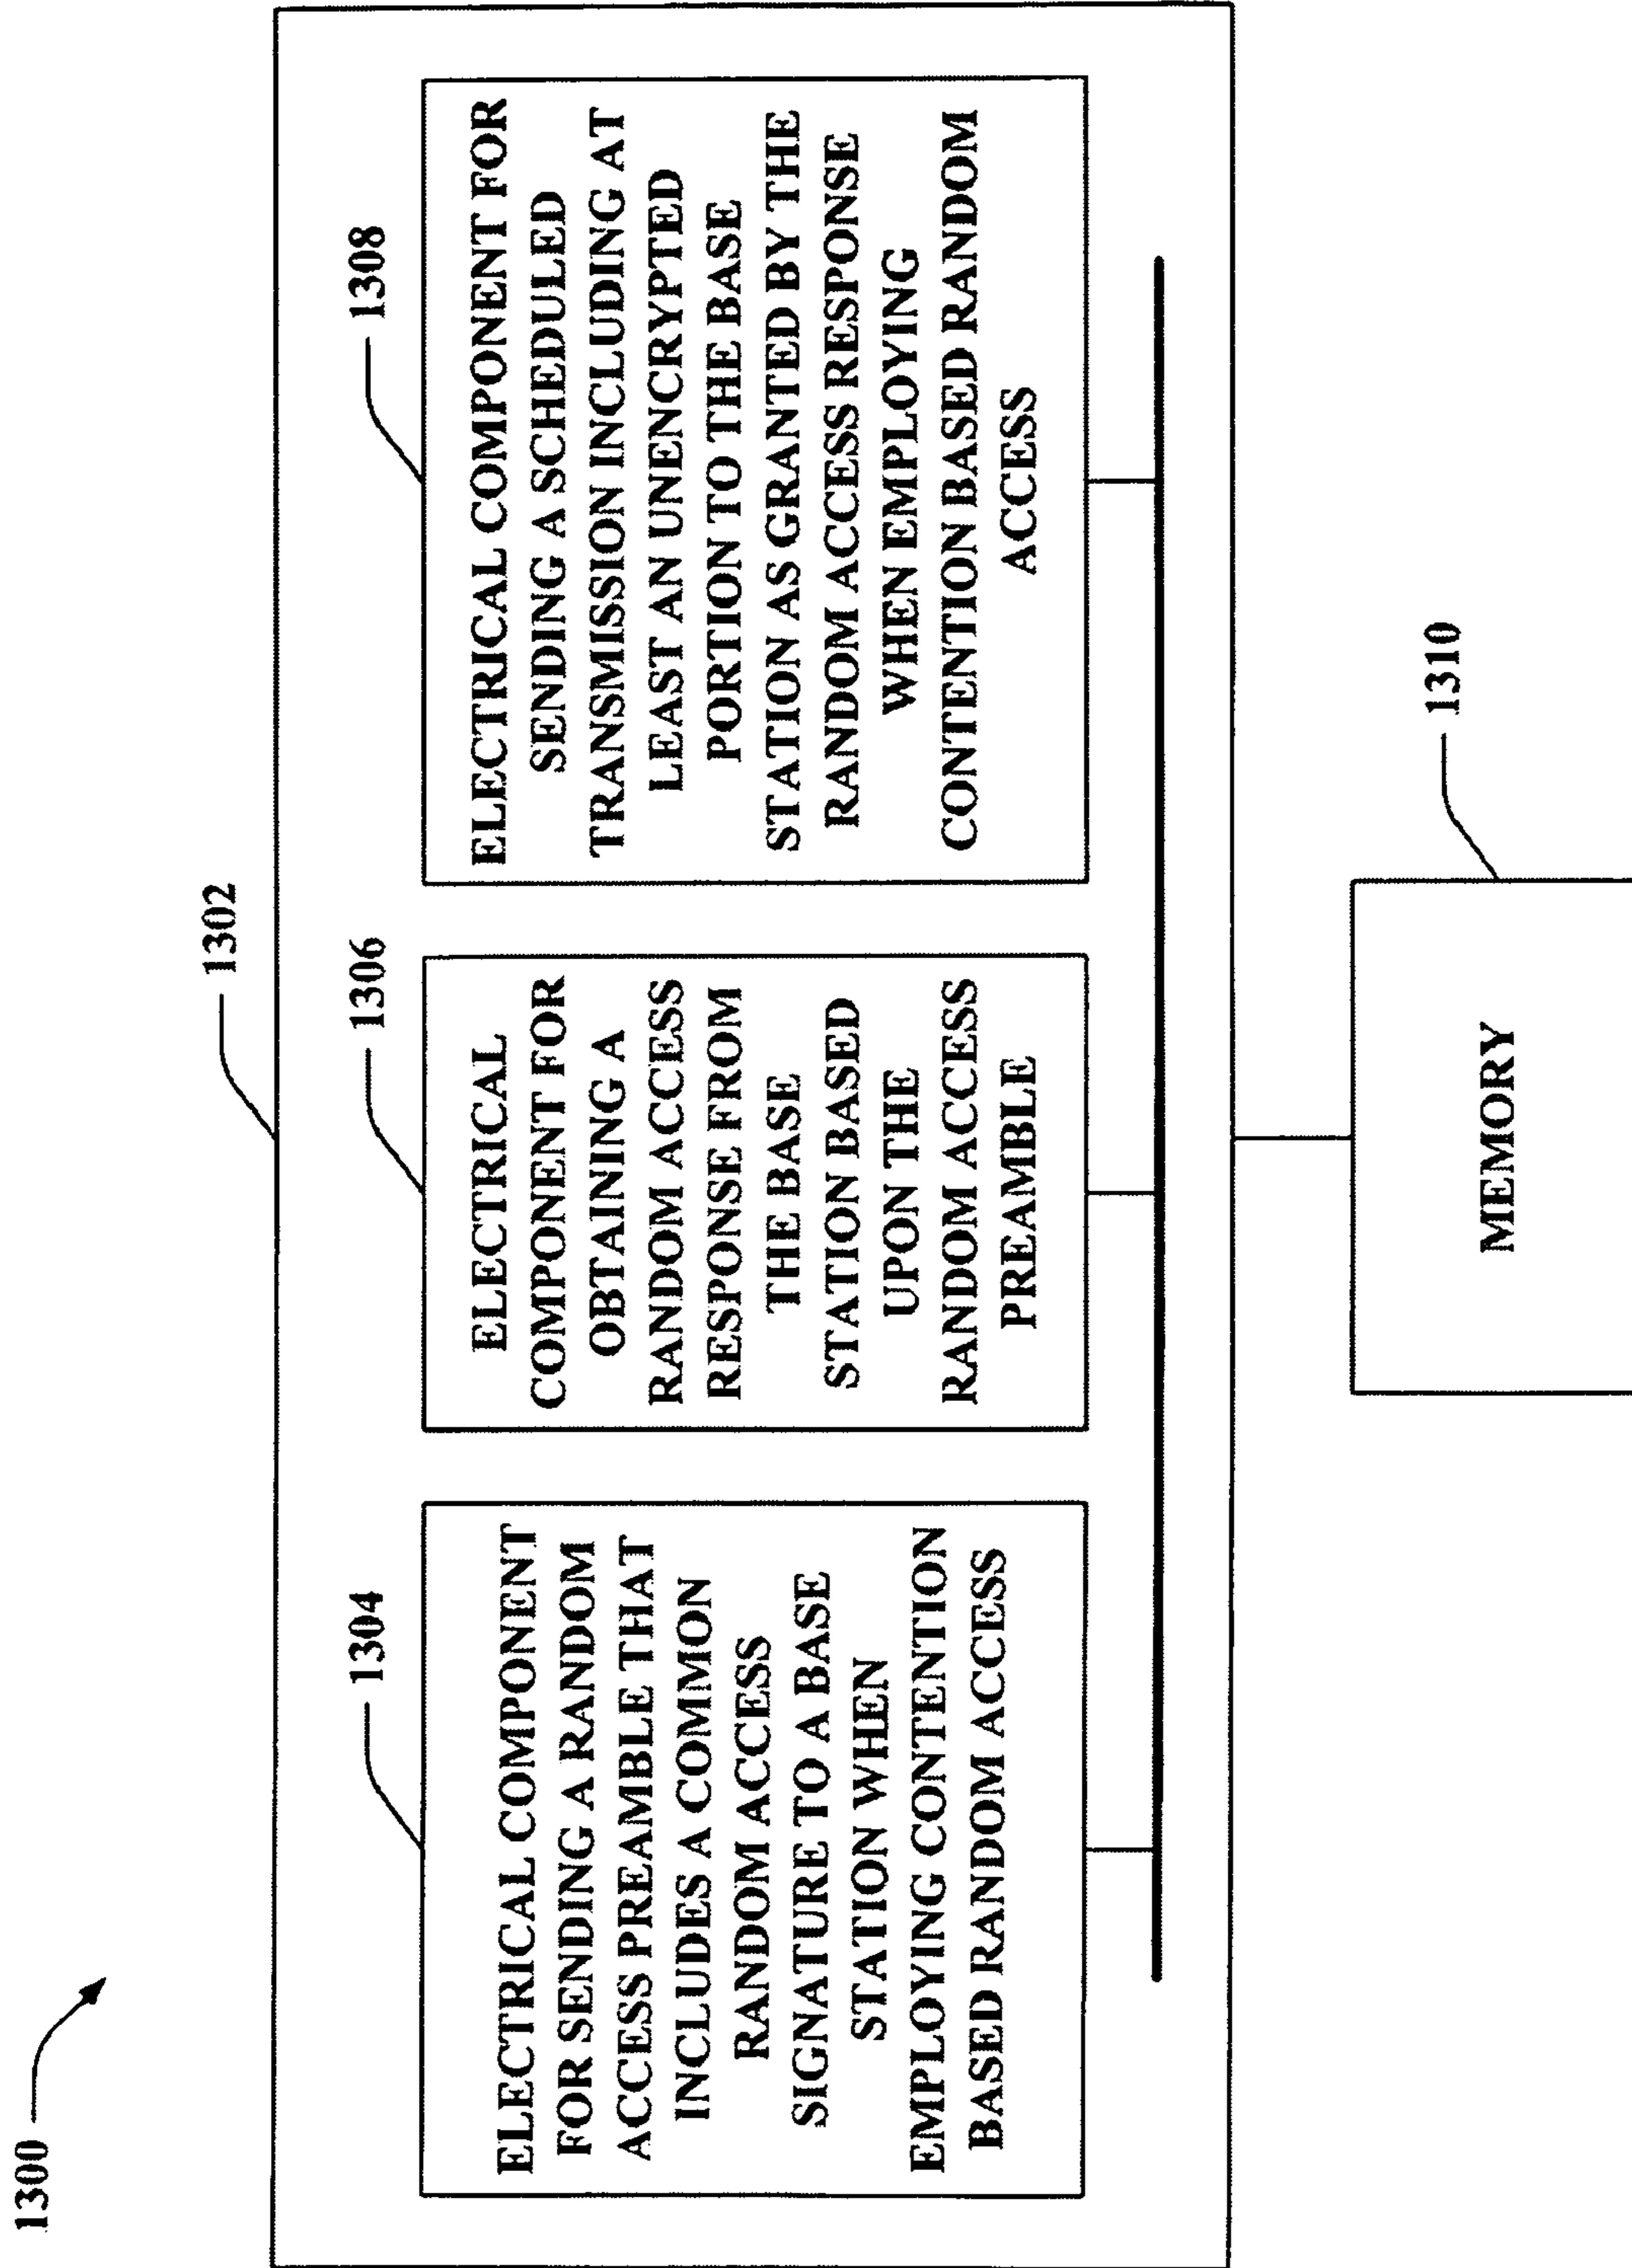 1300
1302
1304
ELECTRICAL COMPONENT
FOR SENDING A RANDOM
ACCESS PREAMBLE THAT
INCLUDES A COMMON
RANDOM ACCESS
SIGNATURE TO A BASE
STATION WHEN
EMPLOYING CONTENTION
BASED RANDOM ACCESS
1306
ELECTRICAL
COMPONENT FOR
OBTAINING A
RANDOM ACCESS
RESPONSE FROM
THE BASE
STATION BASED
UPON THE
RANDOM ACCESS
PREAMBLE
1308
ELECTRICAL COMPONENT FOR
SENDING A SCHEDULED
TRANSMISSION INCLUDING AT
LEAST AN UNENCRYPTED
PORTION TO THE BASE
STATION AS GRANTED BY THE
RANDOM ACCESS RESPONSE
WHEN EMPLOYING
CONTENTION BASED RANDOM
ACCESS
1310
MEMORY